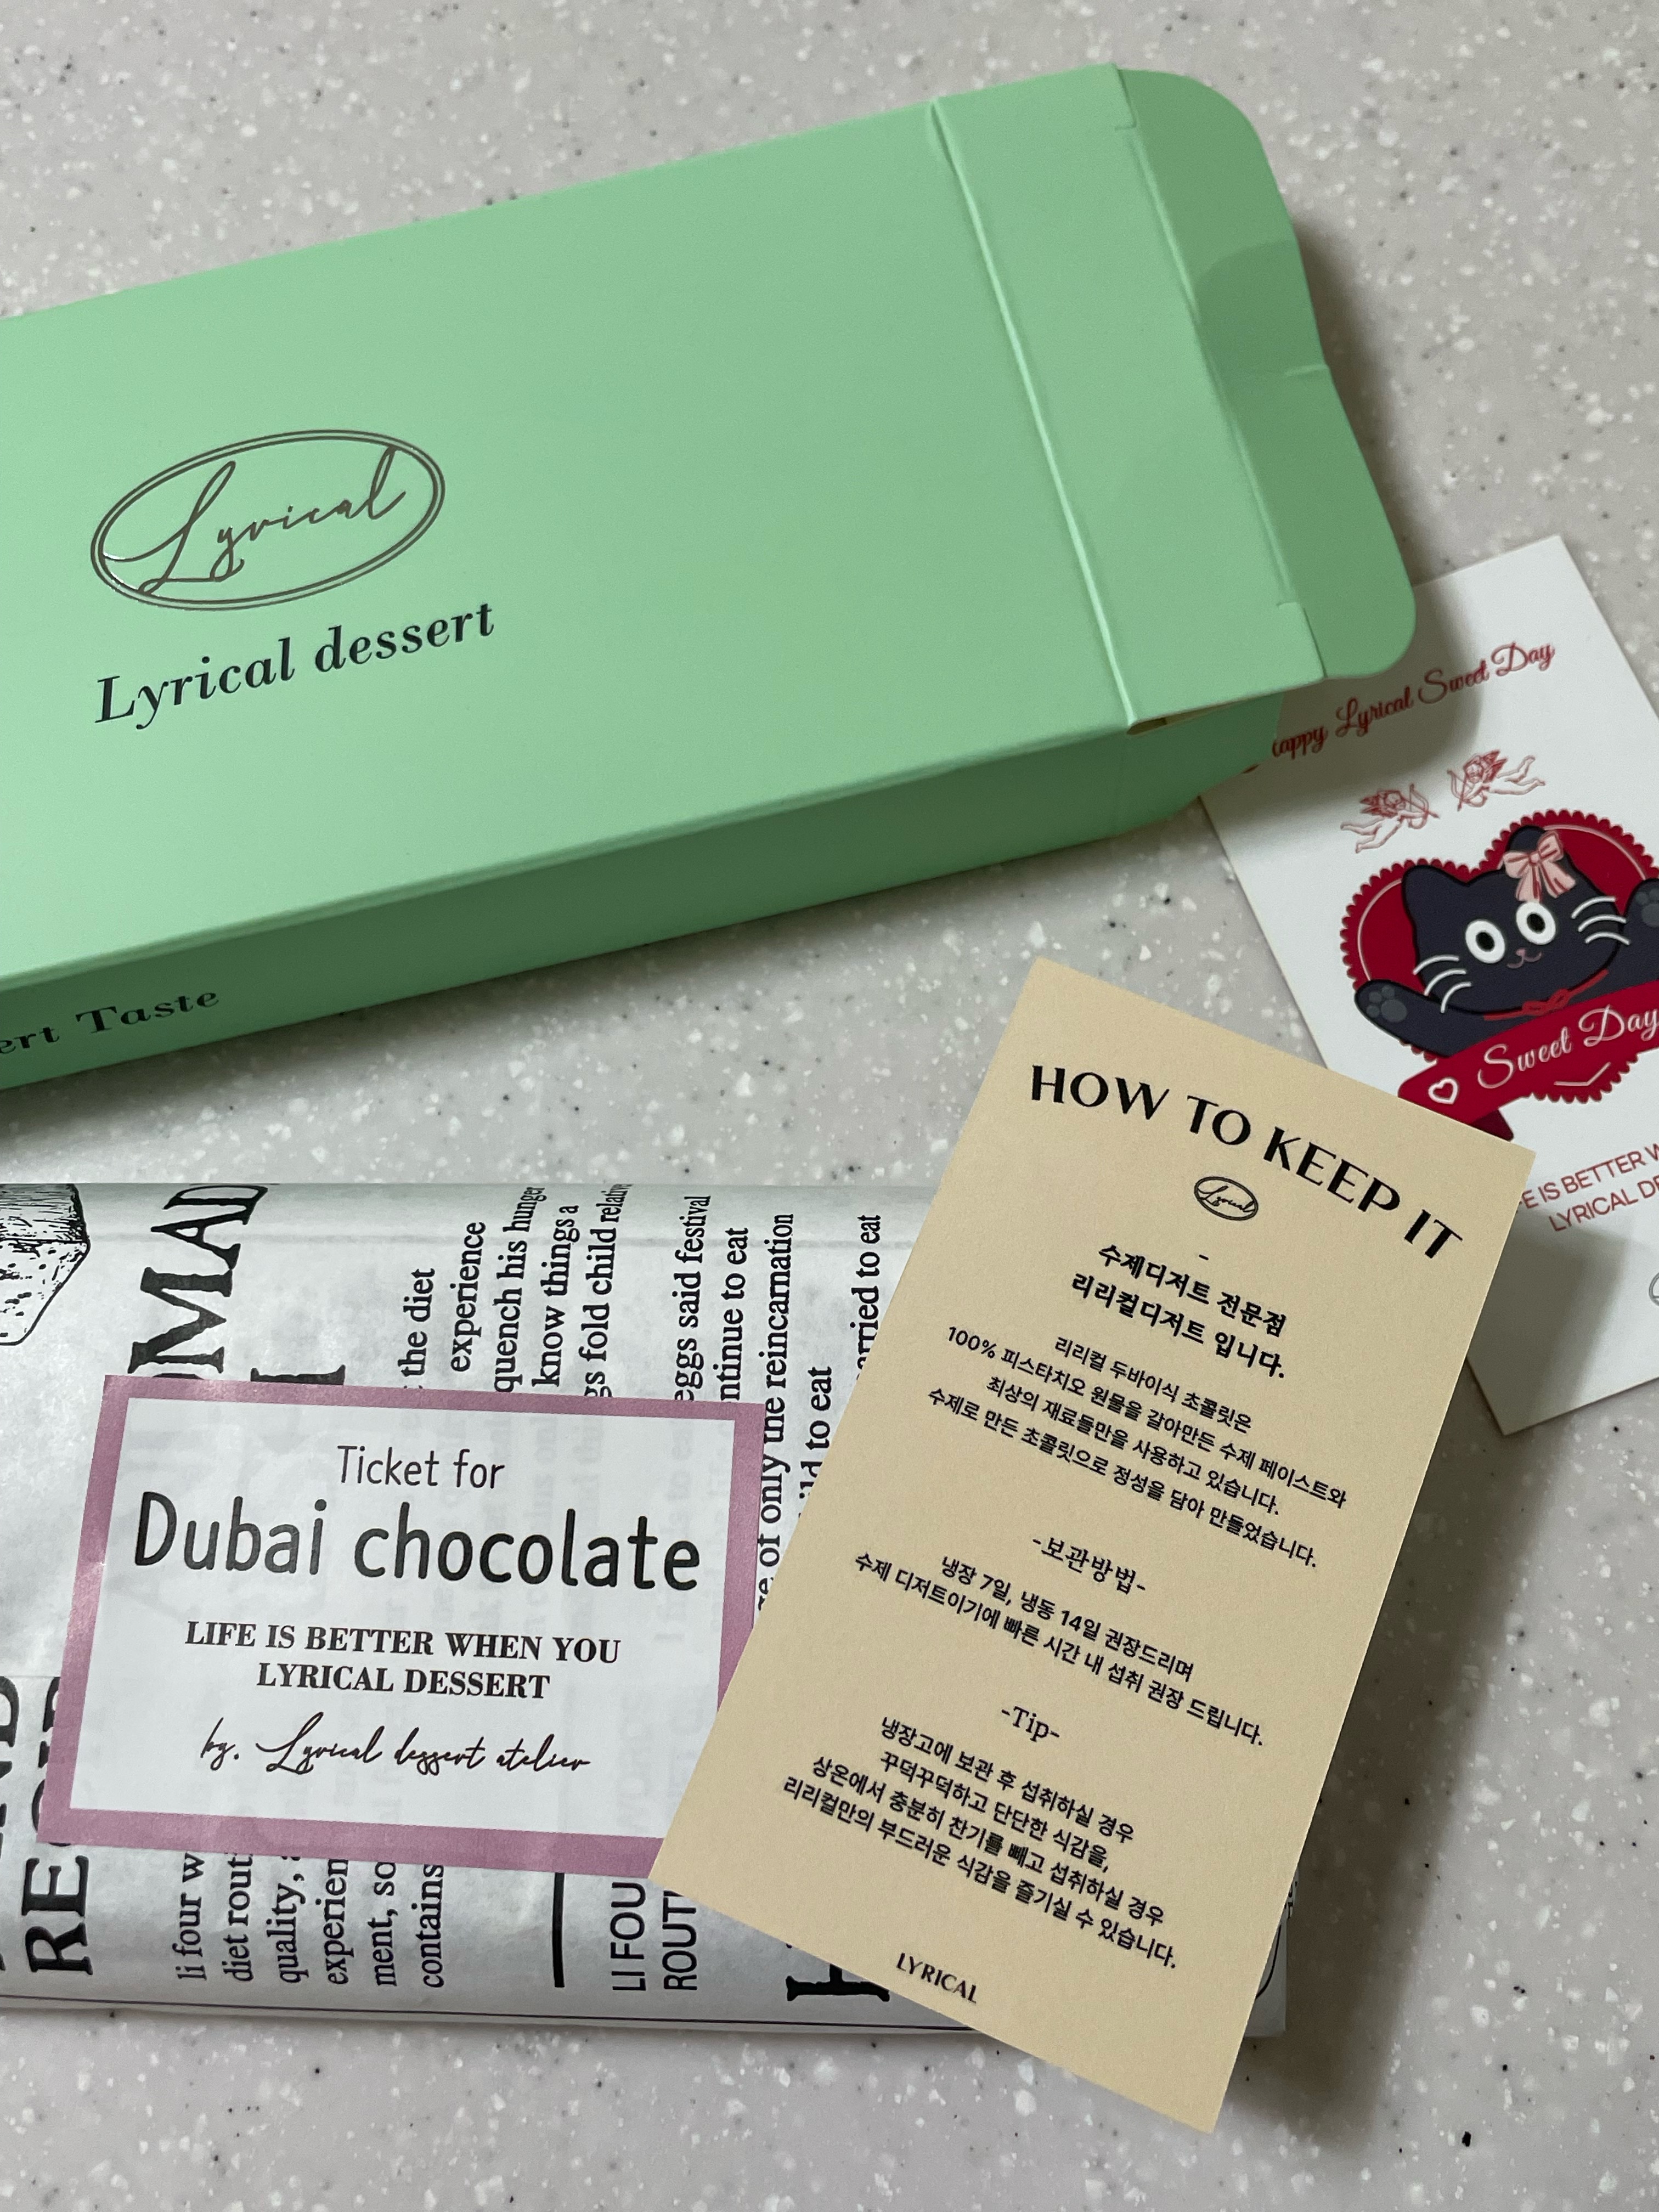 Lyrical
Lyrical dessert
ert Taste
appy Lyrical Sweet Day
Sweet Day
E IS BETTER W
LYRICAL DE
HOW TO KEEP IT
Lyrical
-
수제디저트 전문점
리리컬디저트 입니다.
리리컬 두바이식 초콜릿은
100% 피스타치오 원물을 갈아만든 수제 페이스트와
최상의 재료들만을 사용하고 있습니다.
수제로 만든 초콜릿으로 정성을 담아 만들었습니다.
-보관방법-
냉장 7일, 냉동 14일 권장드리며
수제 디저트이기에 빠른 시간 내 섭취 권장 드립니다.
-Tip-
냉장고에 보관 후 섭취하실 경우
꾸덕꾸덕하고 단단한 식감을,
상온에서 충분히 찬기를 빼고 섭취하실 경우
리리컬만의 부드러운 식감을 즐기실 수 있습니다.
LYRICAL
Ticket for
Dubai chocolate
LIFE IS BETTER WHEN YOU
LYRICAL DESSERT
by. Lyrical dessert atelier
OMAD
the diet
experience
quench his hunger
know things a
gs fold child relative
eggs said festival
ntinue to eat
ge of only the reincarnation
ild to eat
arried to eat
RE
li four w
diet rout
quality,
experien
ment, so
contains
LI FOU
ROUT